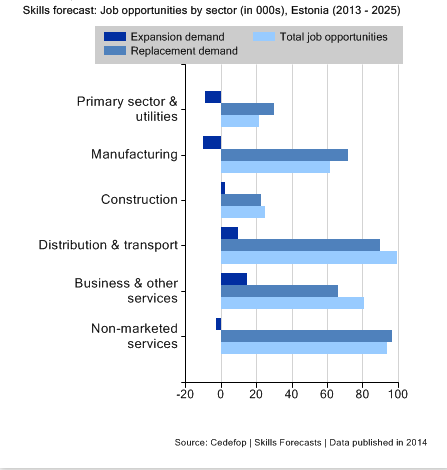 Skills forecast: Job opportunities by sector (in 000s), Estonia (2013 - 2025)
Expansion demand
Total job opportunities
Replacement demand
Primary sector &
utilities
Manufacturing
Construction
Distribution & transport
Business & other
services
Non-marketed
services
-20 0 20 40 60 80 100
Source: Cedefop | Skills Forecasts | Data published in 2014